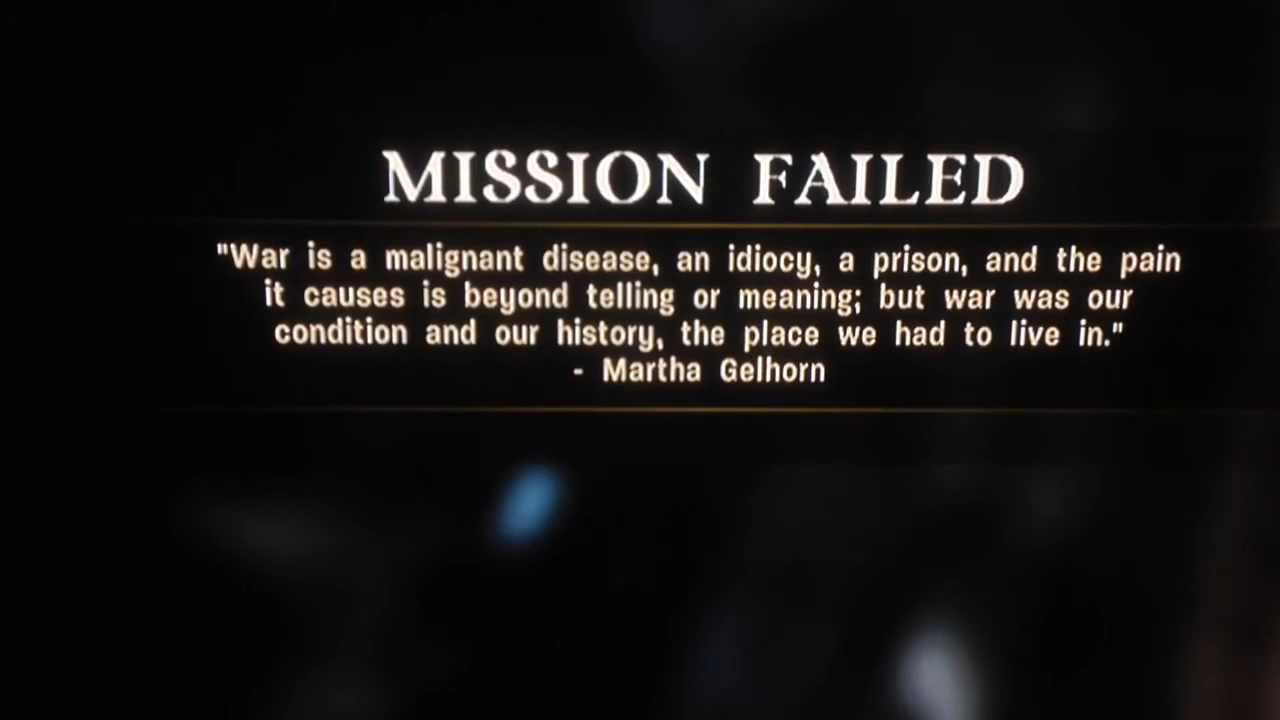 MISSION FAILED
"War is a malignant disease, an idiocy, a prison, and the pain
it causes is beyond telling or meaning; but war was our
condition and our history, the place we had to live in."
- Martha Gelhorn